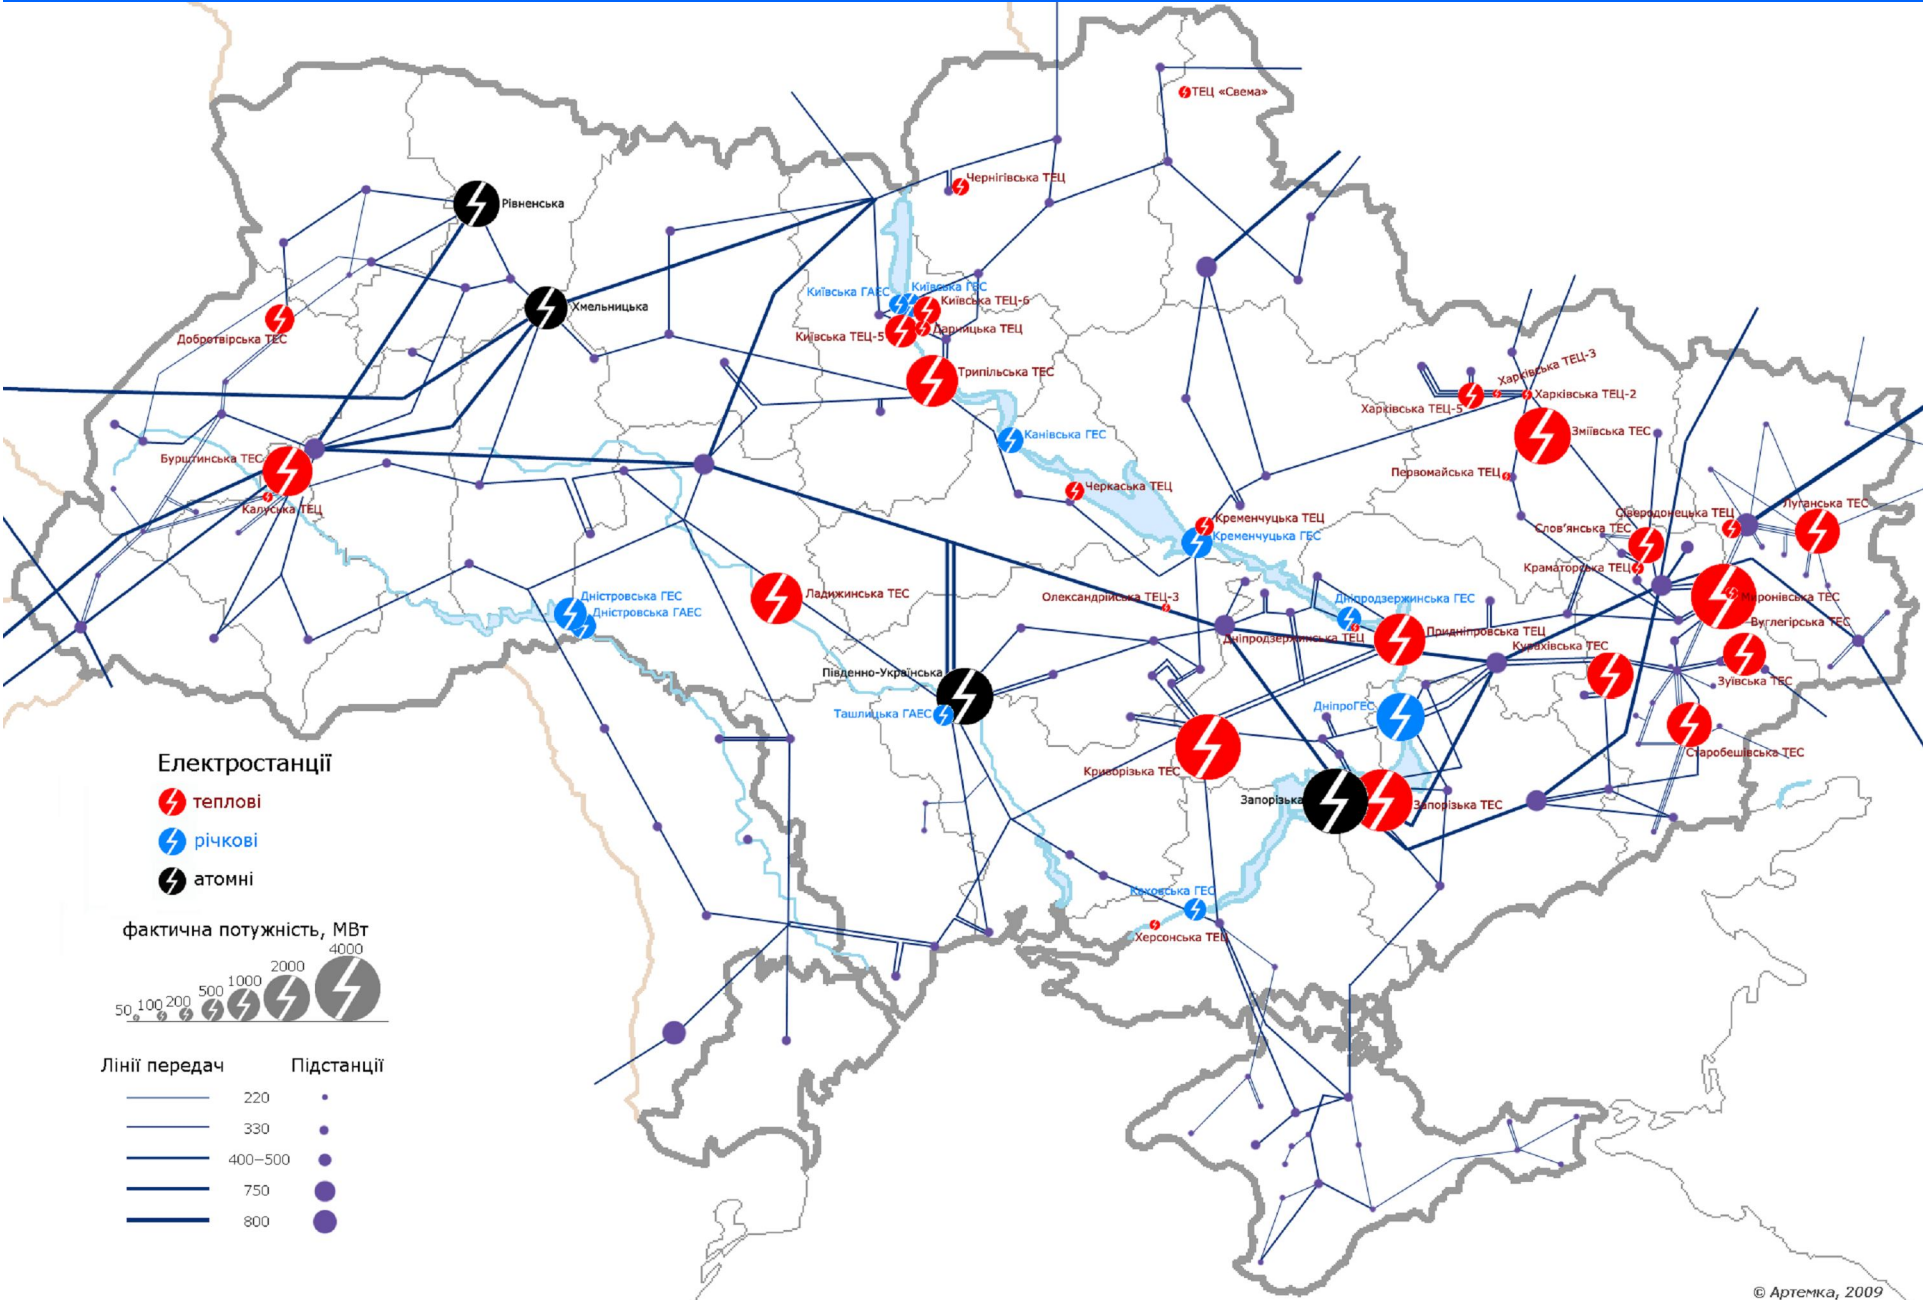 ТЕЦ «Свема»
Чернігівська ТЕЦ
Рівненська
Київська ГАЕС
Київська ГЕС
Київська ТЕЦ-6
Хмельницька
Дарницька ТЕЦ
Київська ТЕЦ-5
Добротвірська ТЕС
Трипільська ТЕС
Харківська ТЕЦ-3
Харківська ТЕЦ-2
Харківська ТЕЦ-5
Канівська ГЕС
Зміївська ТЕС
Бурштинська ТЕС
Первомайська ТЕЦ
Черкаська ТЕЦ
Калуська ТЕЦ
Луганська ТЕС
Сіверодонецька ТЕЦ
Кременчуцька ТЕЦ
Слов'янська ТЕС
Кременчуцька ГЕС
Краматорська ТЕЦ
Дністровська ГЕС
Дністровська ГАЕС
Ладижинська ТЕС
Олександрійська ТЕЦ-3
Дніпродзержинська ГЕС
Миронівська ТЕС
Вуглегірська ТЕС
Дніпродзержинська ТЕЦ
Придніпровська ТЕЦ
Курахівська ТЕС
Південно-Українська
Зуївська ТЕС
Ташлицька ГАЕС
ДніпроГЕС
Старобешівська ТЕС
Криворізька ТЕС
Запорізька
Запорізька ТЕС
Каховська ГЕС
Херсонська ТЕЦ
Електростанції
теплові
річкові
атомні
фактична потужність, МВт
50 100 200 500 1000 2000 4000
Лінії передач Підстанції
220
330
400–500
750
800
© Артемка, 2009